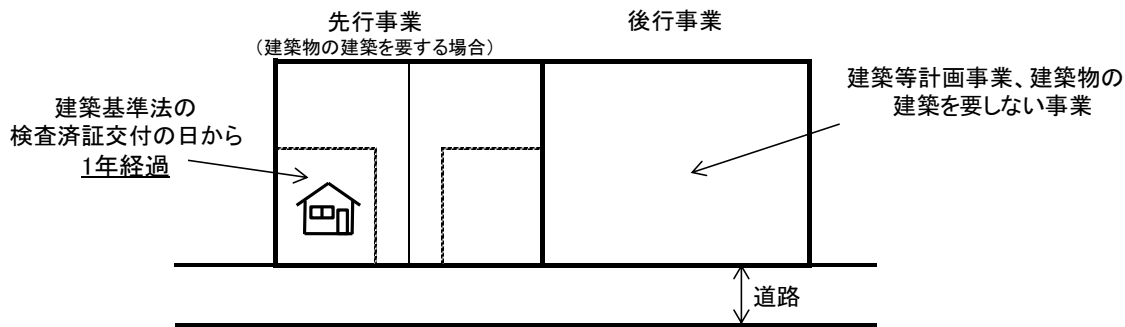 先行事業
（建築物の建築を要する場合）
後行事業
建築基準法の
検査済証交付の日から
1年経過
建築等計画事業、建築物の
建築を要しない事業
道路